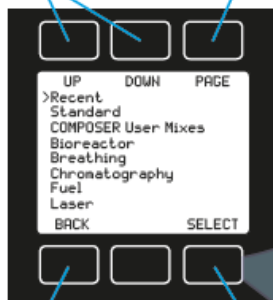 UP DOWN PAGE
>Recent
Standard
COMPOSER User Mixes
Bioreactor
Breathing
Chromatography
Fuel
Laser
BACK SELECT